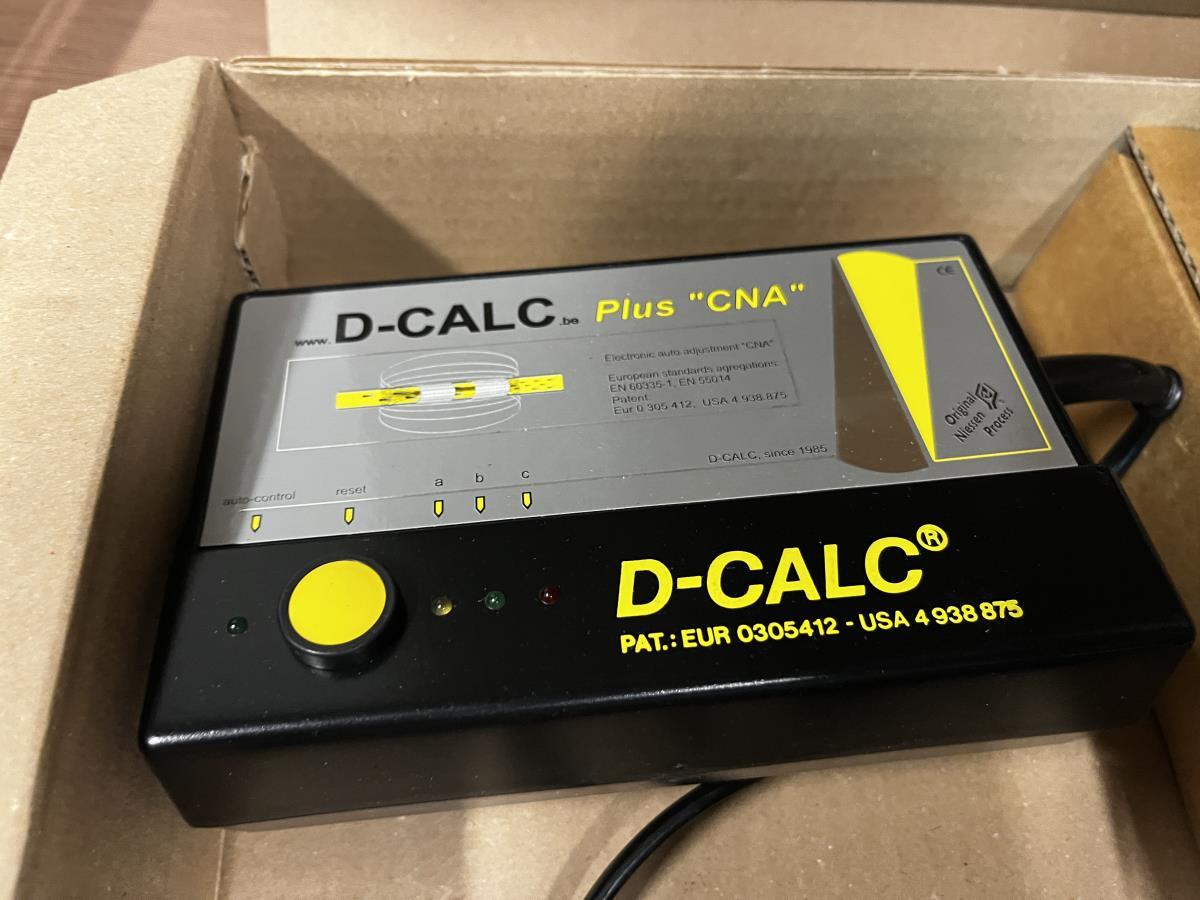 www. D-CALC .be Plus "CNA"
CE
Electronic auto adjustment "CNA"
European standards agregations:
EN 60335-1, EN 55014
Patent:
Eur 0 305 412, USA 4 938 875
Original
Niessen
Process
D-CALC, since 1985
auto-control reset a b c
D-CALC®
PAT.: EUR 0305412 - USA 4 938 875